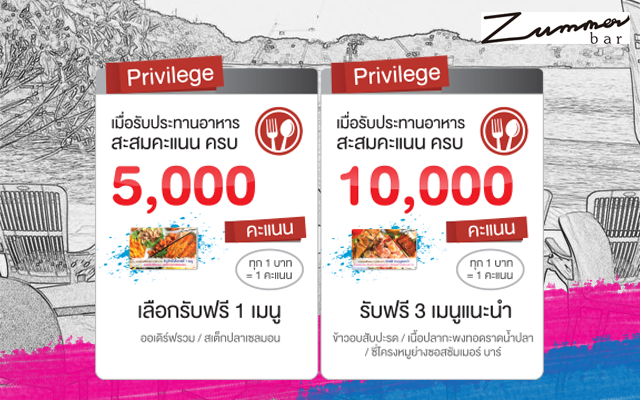 Zummer
bar
Privilege
เมื่อรับประทานอาหาร
สะสมคะแนน ครบ
5,000
คะแนน
ทุก 1 บาท
= 1 คะแนน
เลือกรับฟรี 1 เมนู
ออเดิร์ฟรวม / สเต็กปลาแซลมอน
Privilege
เมื่อรับประทานอาหาร
สะสมคะแนน ครบ
10,000
คะแนน
ทุก 1 บาท
= 1 คะแนน
รับฟรี 3 เมนูแนะนำ
ข้าวอบสับปะรด / เนื้อปลากะพงทอดราดน้ำปลา
/ ซี่โครงหมูย่างซอสซัมเมอร์ บาร์